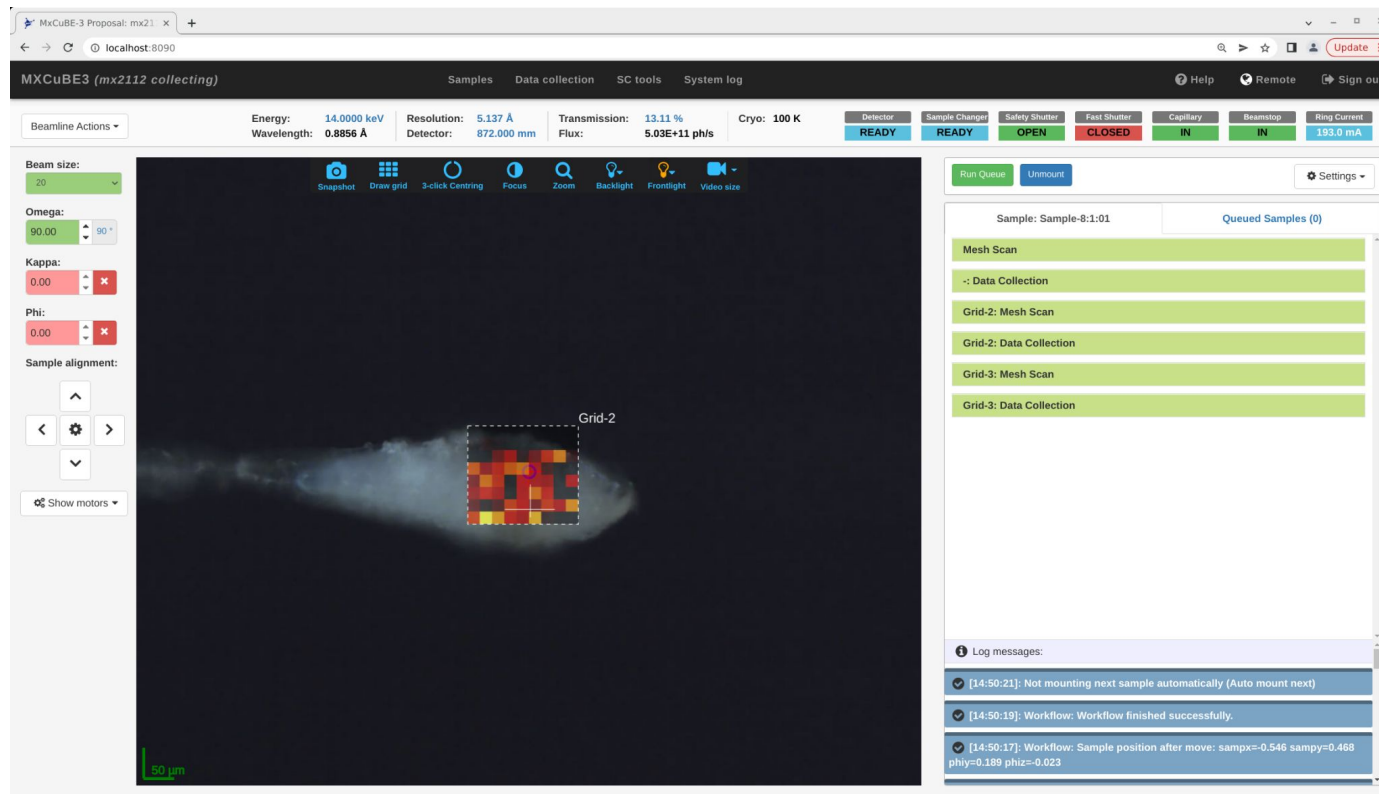 MxCuBE-3 Proposal: mx21
localhost:8090
Update
MXCuBE3 (mx2112 collecting)
Samples Data collection SC tools System log
Help Remote Sign ou
Beamline Actions
Energy: 14.0000 keV Resolution: 5.137 Å Transmission: 13.11 % Cryo: 100 K
Wavelength: 0.8856 Å Detector: 872.000 mm Flux: 5.03E+11 ph/s
Detector Sample Changer Safety Shutter Fast Shutter Capillary Beamstop Ring Current
READY READY OPEN CLOSED IN IN 193.0 mA
Beam size:
20
Omega:
90.00 90 °
Kappa:
0.00
Phi:
0.00
Sample alignment:
Show motors
Snapshot Draw grid 3-click Centring Focus Zoom Backlight Frontlight Video size
Grid-2
50 µm
Run Queue Unmount Settings
Sample: Sample-8:1:01 Queued Samples (0)
Mesh Scan
-: Data Collection
Grid-2: Mesh Scan
Grid-2: Data Collection
Grid-3: Mesh Scan
Grid-3: Data Collection
Log messages:
[14:50:21]: Not mounting next sample automatically (Auto mount next)
[14:50:19]: Workflow: Workflow finished successfully.
[14:50:17]: Workflow: Sample position after move: sampx=-0.546 sampy=0.468
phiy=0.189 phiz=-0.023